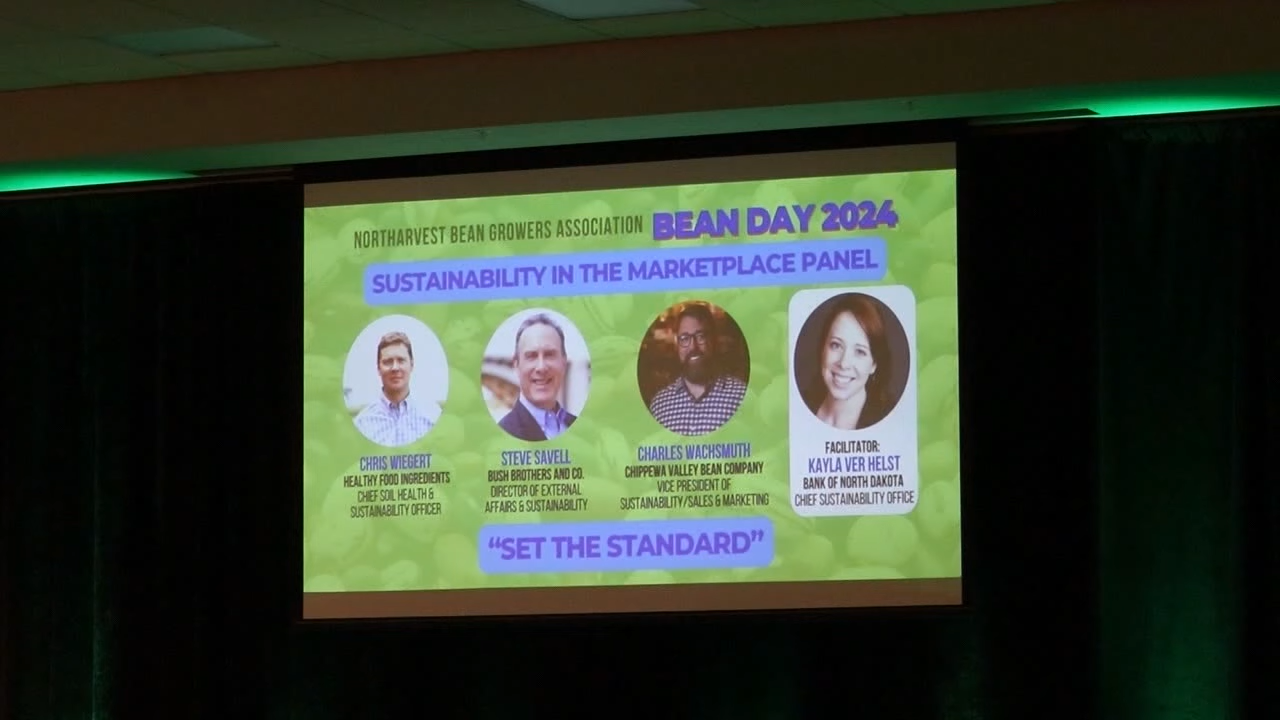 NORTHARVEST BEAN GROWERS ASSOCIATION BEAN DAY 2024
SUSTAINABILITY IN THE MARKETPLACE PANEL
CHRIS WIEGERT
HEALTHY FOOD INGREDIENTS
CHIEF SOIL HEALTH &
SUSTAINABILITY OFFICER
STEVE SAVELL
BUSH BROTHERS AND CO.
DIRECTOR OF EXTERNAL
AFFAIRS & SUSTAINABILITY
CHARLES WACHSMUTH
CHIPPEWA VALLEY BEAN COMPANY
VICE PRESIDENT OF
SUSTAINABILITY/SALES & MARKETING
FACILITATOR:
KAYLA VER HELST
BANK OF NORTH DAKOTA
CHIEF SUSTAINABILITY OFFICE
“SET THE STANDARD”